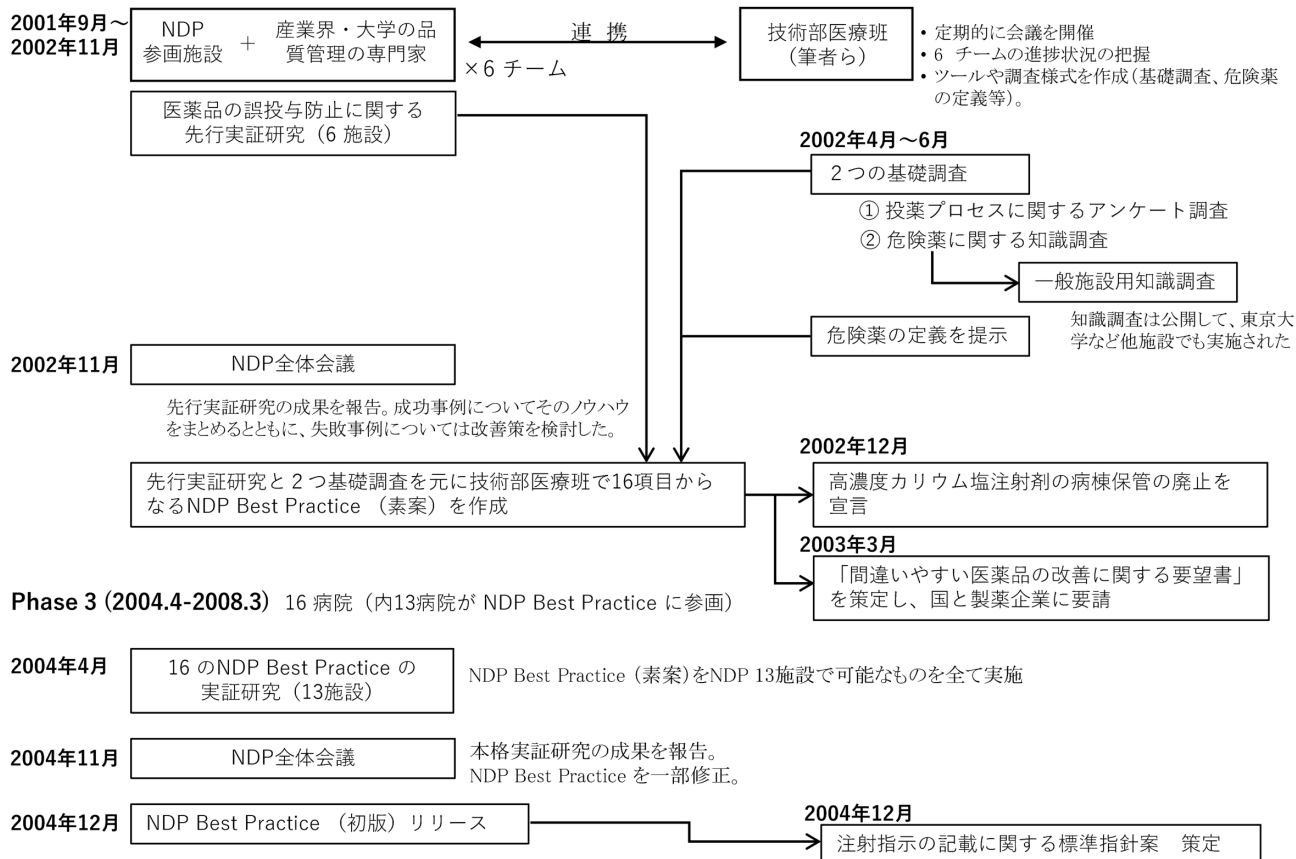 2001年9月～
2002年11月
NDP
参画施設
＋
産業界・大学の品
質管理の専門家
×6 チーム
連 携
技術部医療班
（筆者ら）
• 定期的に会議を開催
• 6 チームの進捗状況の把握
• ツールや調査様式を作成（基礎調査、危険薬
の定義等）。
医薬品の誤投与防止に関する
先行実証研究（6 施設）
2002年4月～6月
２つの基礎調査
① 投薬プロセスに関するアンケート調査
② 危険薬に関する知識調査
一般施設用知識調査
知識調査は公開して、東京大
学など他施設でも実施された
危険薬の定義を提示
2002年11月
NDP全体会議
先行実証研究の成果を報告。成功事例についてそのノウハウ
をまとめるとともに、失敗事例については改善策を検討した。
先行実証研究と２つ基礎調査を元に技術部医療班で16項目から
なるNDP Best Practice （素案）を作成
2002年12月
高濃度カリウム塩注射剤の病棟保管の廃止を
宣言
2003年3月
「間違いやすい医薬品の改善に関する要望書」
を策定し、国と製薬企業に要請
Phase 3 (2004.4-2008.3) 16 病院（内13病院が NDP Best Practice に参画）
2004年4月
16 のNDP Best Practice の
実証研究（13施設）
NDP Best Practice （素案）をNDP 13施設で可能なものを全て実施
2004年11月
NDP全体会議
本格実証研究の成果を報告。
NDP Best Practice を一部修正。
2004年12月
NDP Best Practice （初版）リリース
2004年12月
注射指示の記載に関する標準指針案　策定